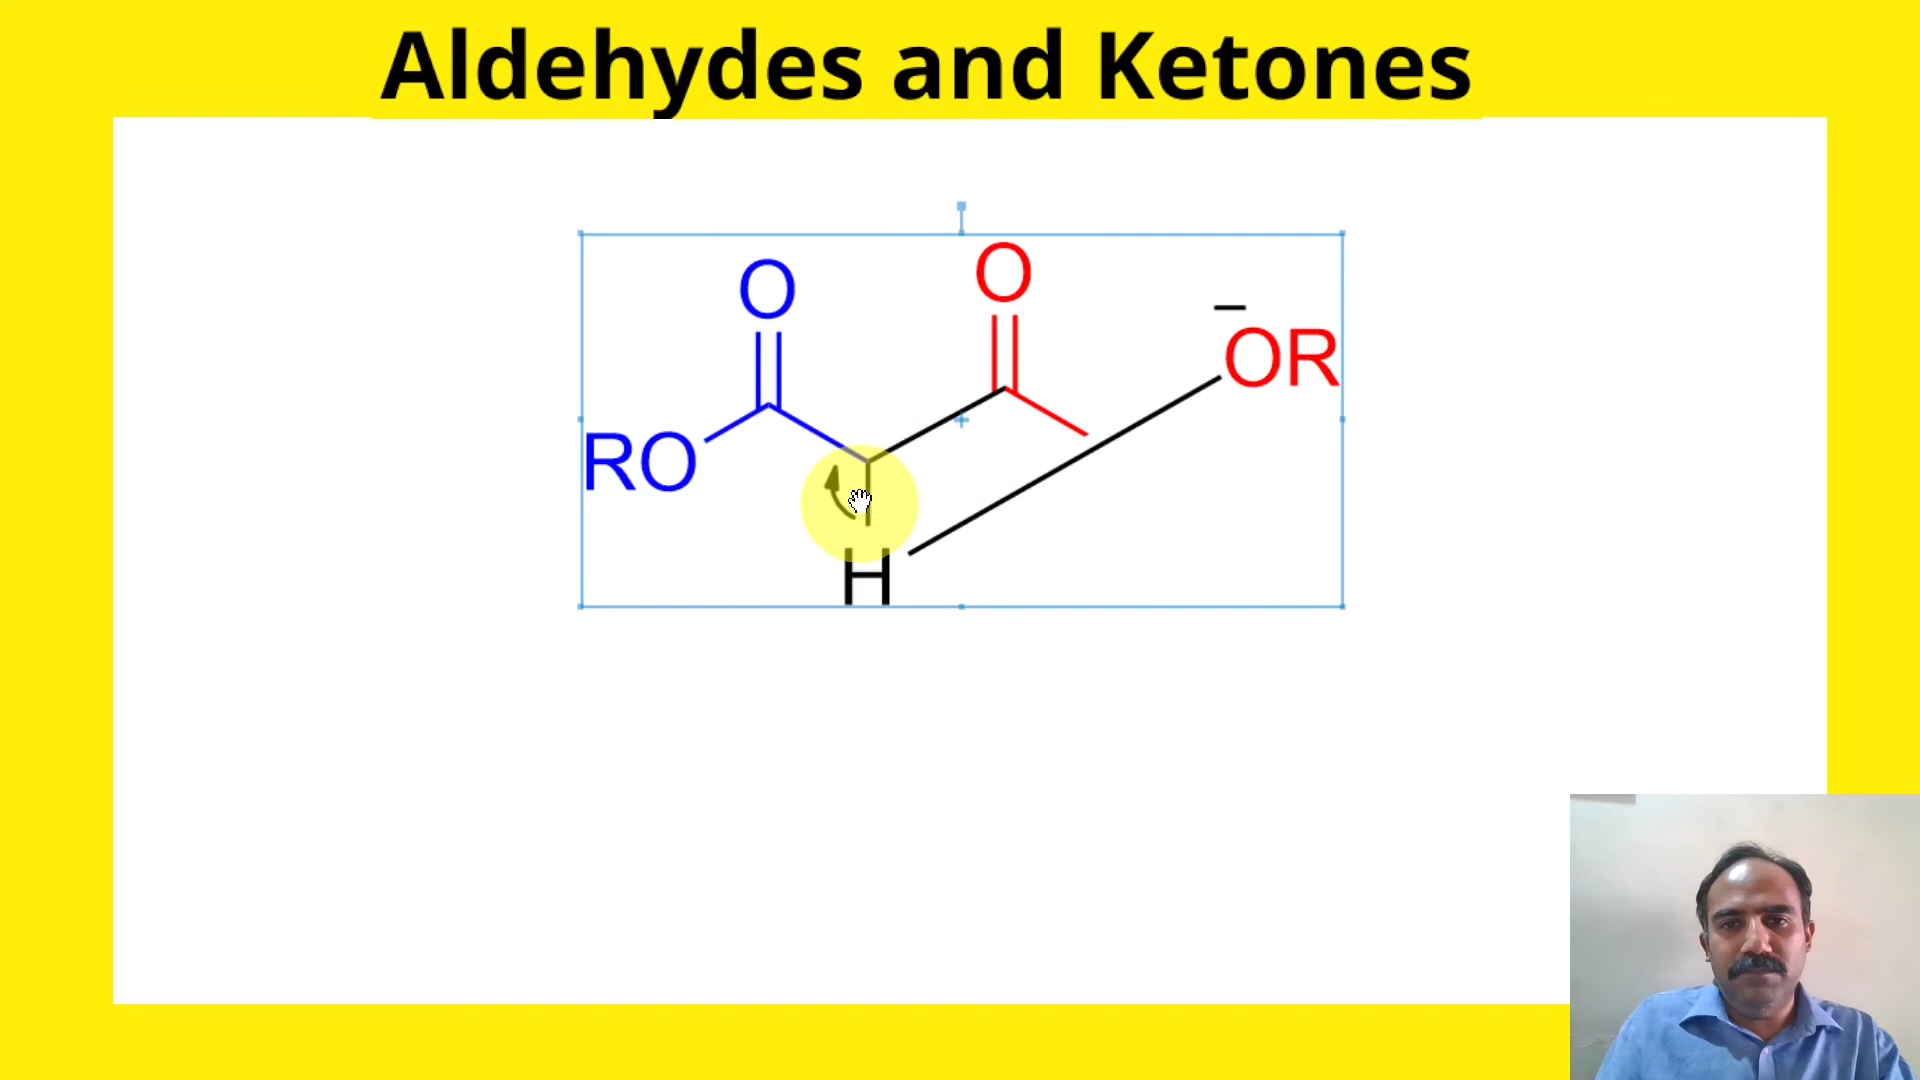 Aldehydes and Ketones
O
O
–
OR
RO
H